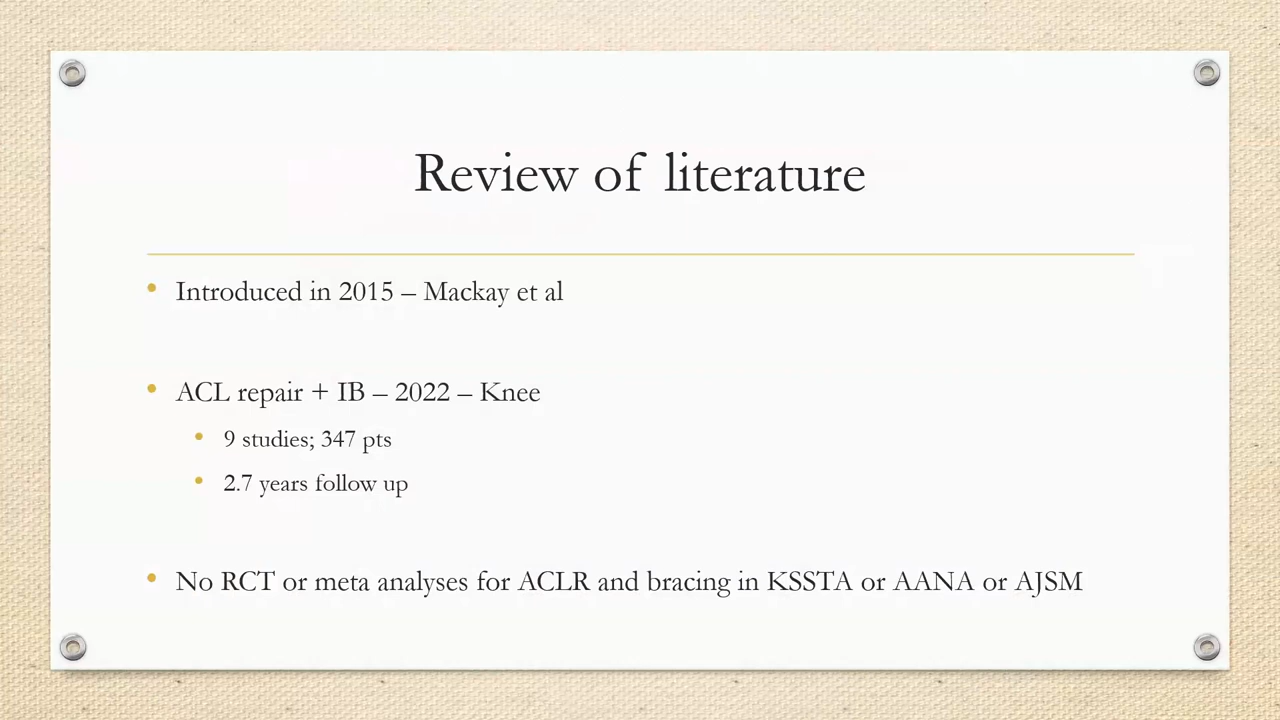 Review of literature
• Introduced in 2015 – Mackay et al
• ACL repair + IB – 2022 – Knee
• 9 studies; 347 pts
• 2.7 years follow up
• No RCT or meta analyses for ACLR and bracing in KSSTA or AANA or AJSM